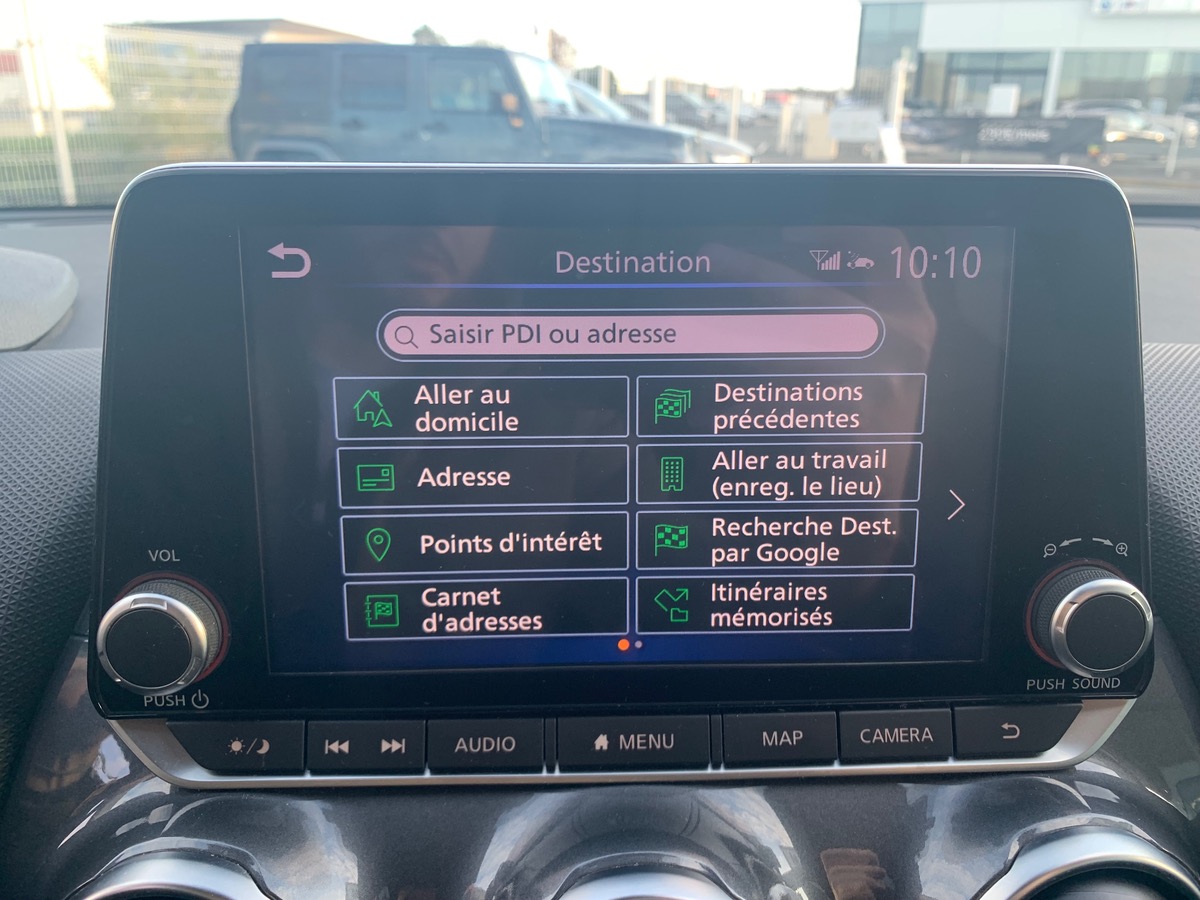 Destination
10:10
Saisir PDI ou adresse
Aller au
domicile
Destinations
précédentes
Adresse
Aller au travail
(enreg. le lieu)
Points d'intérêt
Recherche Dest.
par Google
Carnet
d'adresses
Itinéraires
mémorisés
VOL
PUSH
PUSH SOUND
AUDIO
MENU
MAP
CAMERA